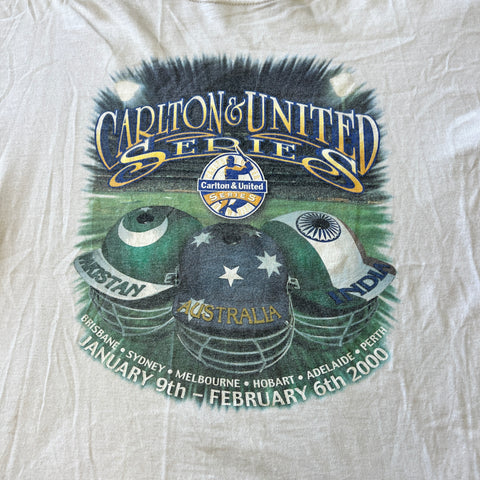 CARLTON & UNITED
SERIES
Carlton & United
SERIES
PAKISTAN
AUSTRALIA
INDIA
BRISBANE • SYDNEY • MELBOURNE • HOBART • ADELAIDE • PERTH
JANUARY 9th – FEBRUARY 6th 2000